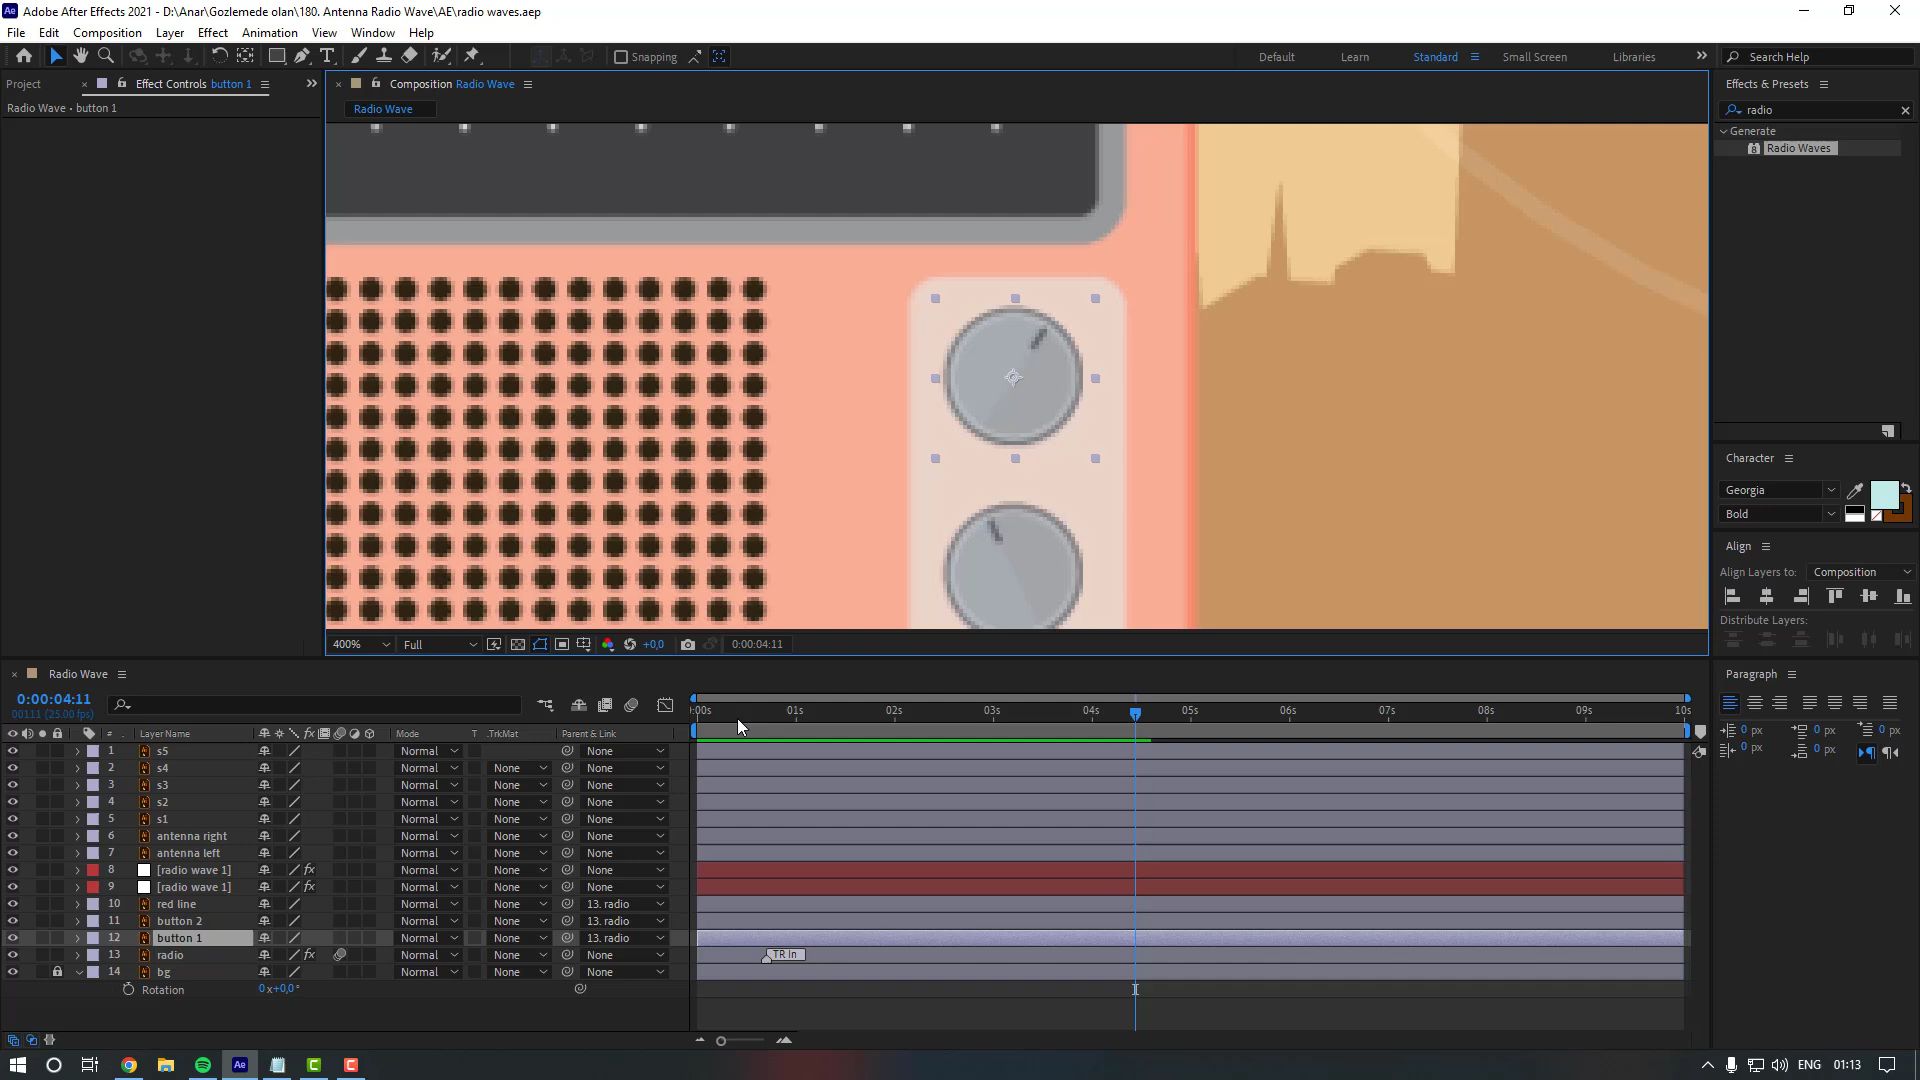 Ae Adobe After Effects 2021 - D:\Anar\Gozlemede olan\180. Antenna Radio Wave\AE\radio waves.aep
File Edit Composition Layer Effect Animation View Window Help
Snapping
Default Learn Standard Small Screen Libraries
Search Help
Project
Effect Controls button 1
Radio Wave • button 1
Composition Radio Wave
Radio Wave
Effects & Presets
radio
Generate
8 Radio Waves
Character
Georgia
Bold
Align
Align Layers to: Composition
Distribute Layers:
400% Full +0,0 0:00:04:11
Radio Wave
0:00:04:11
00111 (25.00 fps)
:00s 01s 02s 03s 04s 05s 06s 07s 08s 09s 10s
# . Layer Name fx Mode T .TrkMat Parent & Link
1 s5 Normal None
2 s4 Normal None None
3 s3 Normal None None
4 s2 Normal None None
5 s1 Normal None None
6 antenna right Normal None None
7 antenna left Normal None None
8 [radio wave 1] fx Normal None None
9 [radio wave 1] fx Normal None None
10 red line Normal None 13. radio
11 button 2 Normal None 13. radio
12 button 1 Normal None 13. radio
13 radio fx Normal None None
TR In
14 bg Normal None None
Rotation 0x+0,0°
Paragraph
0 px 0 px 0 px
0 px 0 px
Ae
ENG 01:13